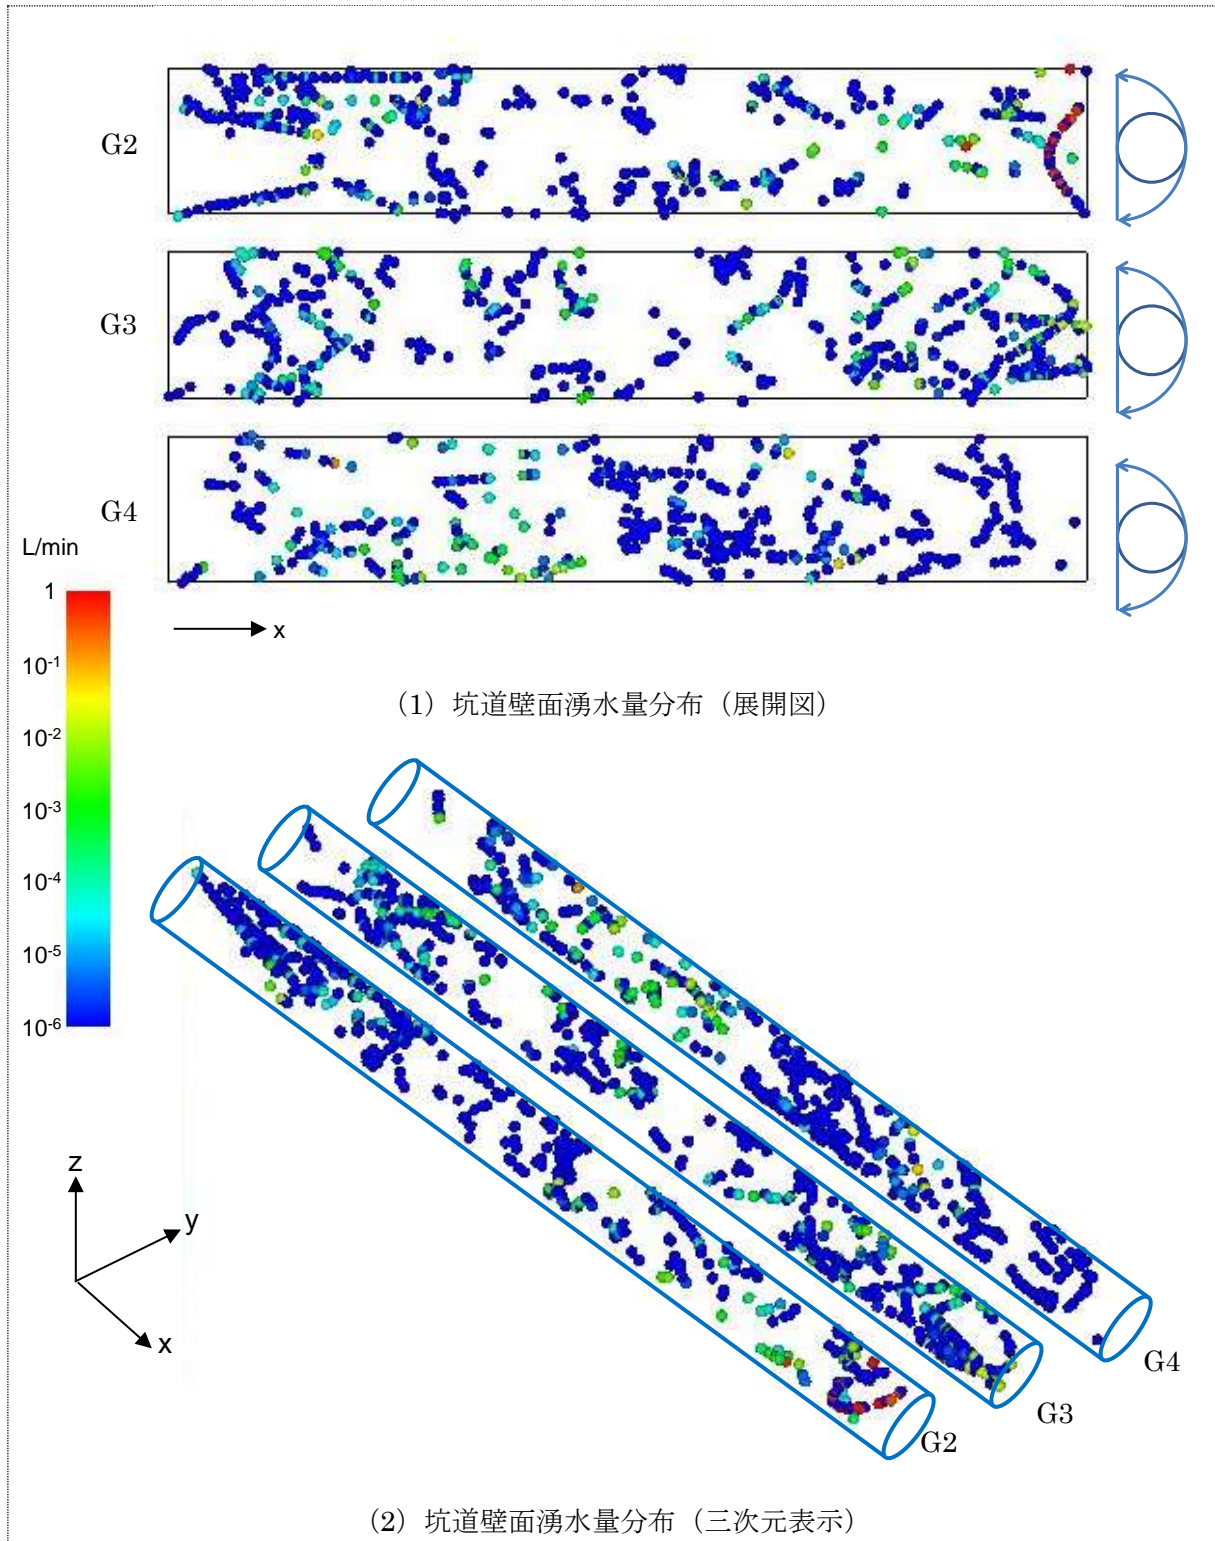 G2
G3
G4
L/min
1
10-1
10-2
10-3
10-4
10-5
10-6
x
(1) 坑道壁面湧水量分布 (展開図)
z
y
x
G4
G3
G2
(2) 坑道壁面湧水量分布 (三次元表示)